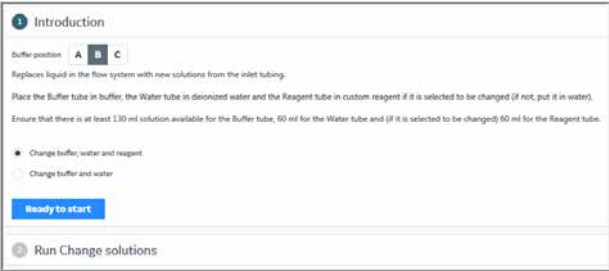 1 Introduction
Buffer position A B C
Replaces liquid in the flow system with new solutions from the inlet tubing.
Place the Buffer tube in buffer, the Water tube in deionized water and the Reagent tube in custom reagent if it is selected to be changed (if not, put it in water).
Ensure that there is at least 130 ml solution available for the Buffer tube, 60 ml for the Water tube and (if it is selected to be changed) 60 ml for the Reagent tube.
Change buffer, water and reagent
Change buffer and water
Ready to start
2 Run Change solutions